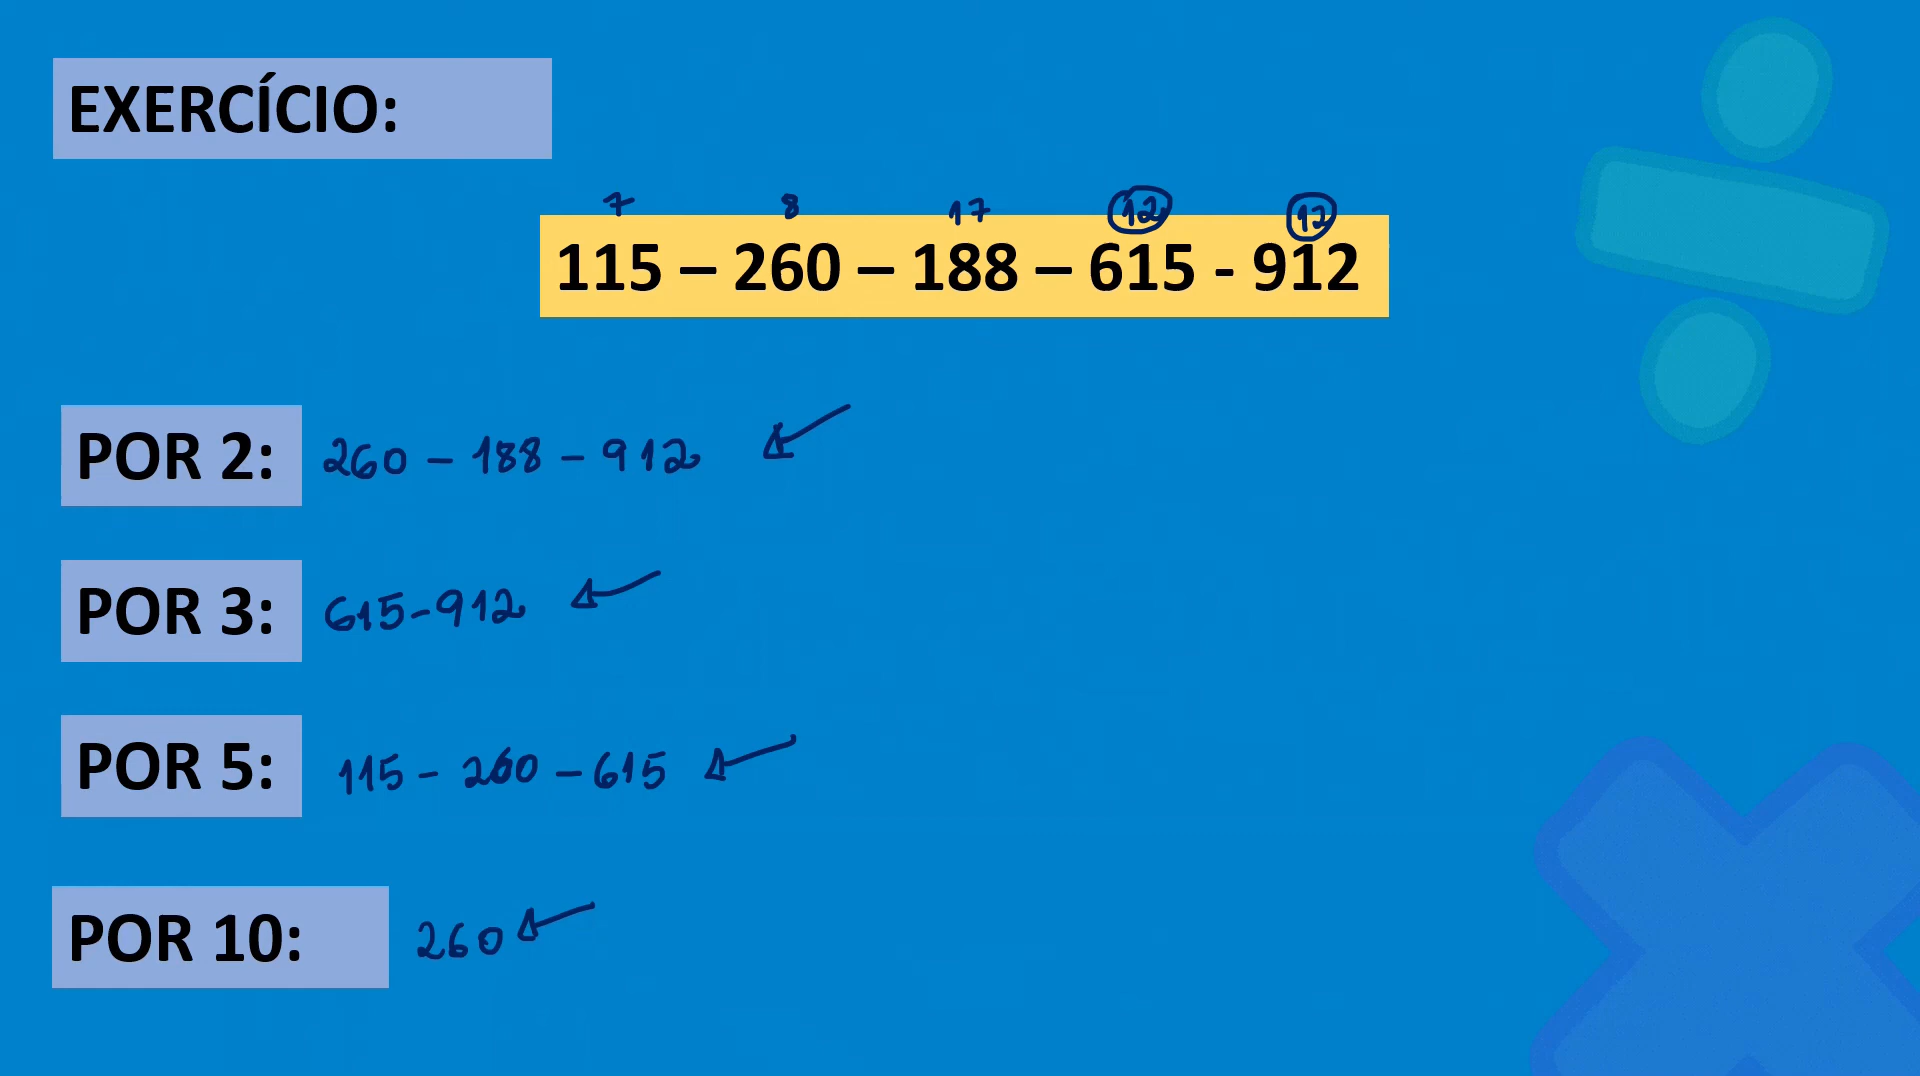 EXERCÍCIO:
7 8 17 12 12
115 – 260 – 188 – 615 - 912
POR 2: 260 – 188 – 912
POR 3: 615-912
POR 5: 115 - 260 – 615
POR 10: 260